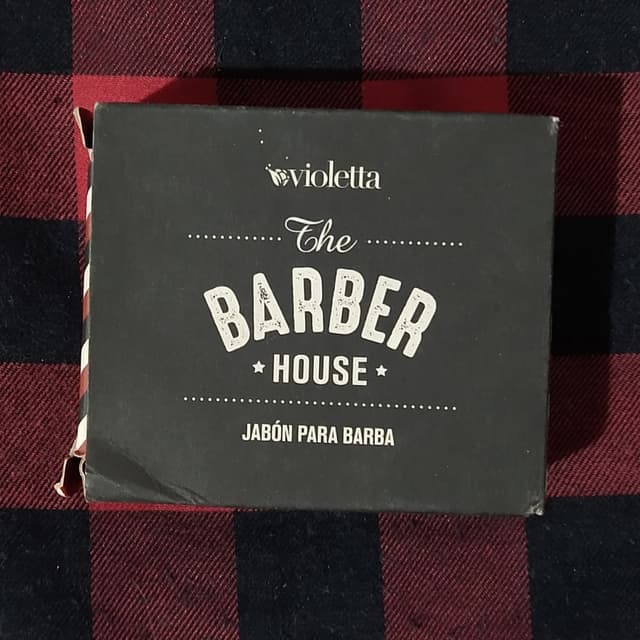 violetta
The
BARBER
HOUSE
JABÓN PARA BARBA